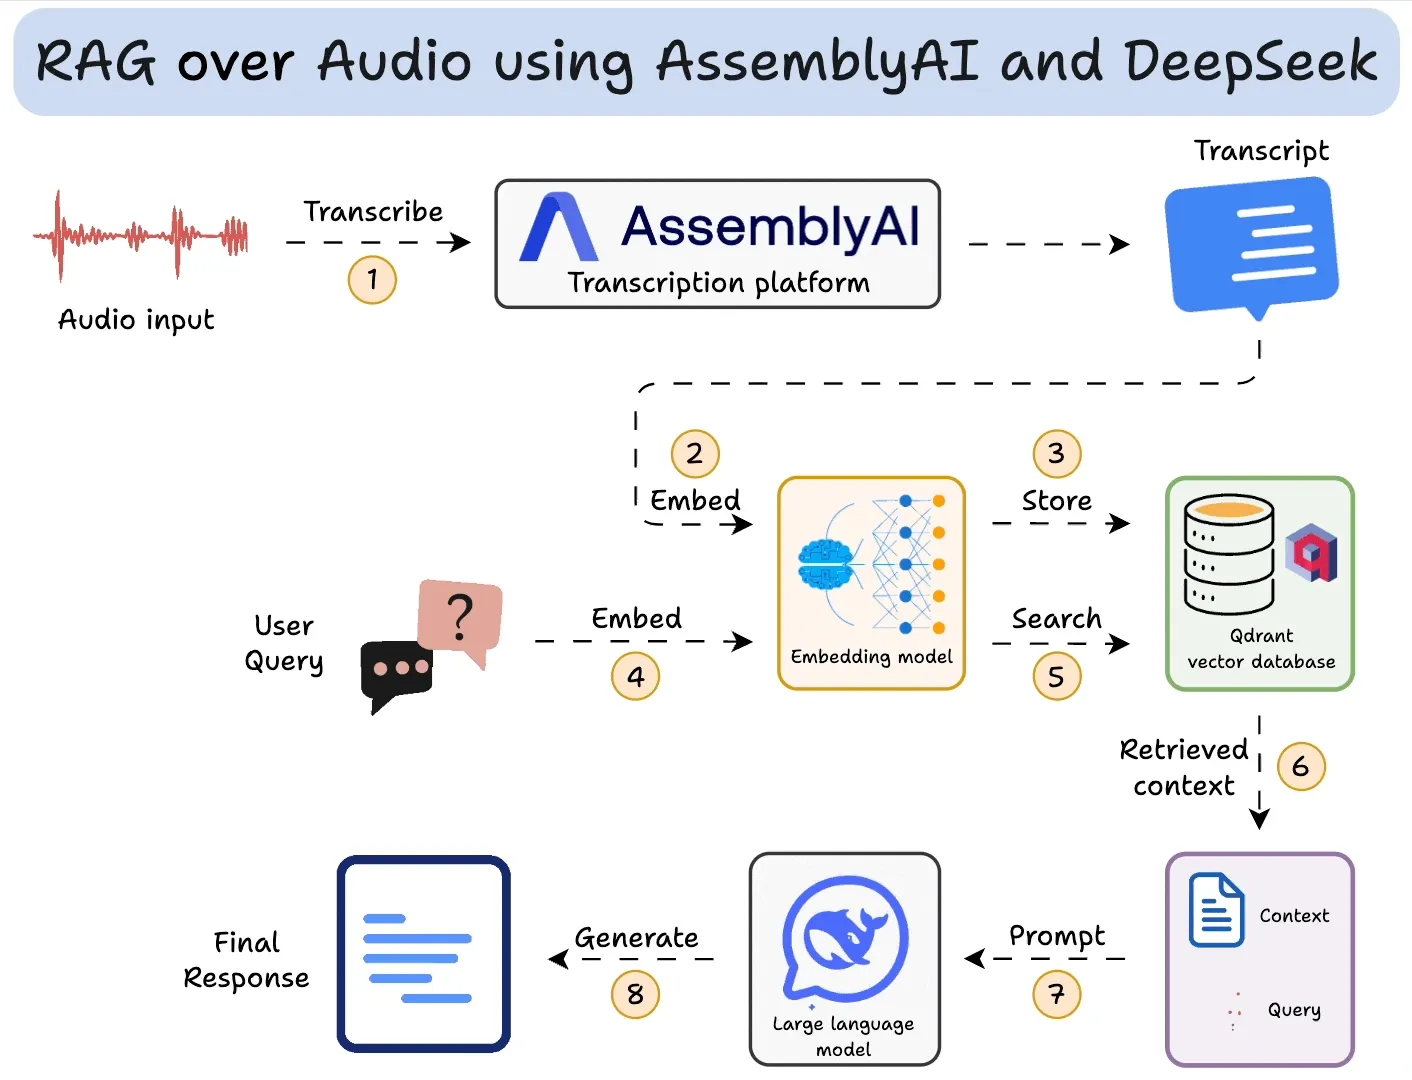 RAG over Audio using AssemblyAI and DeepSeek
Transcript
Transcribe
1
AssemblyAI
Transcription platform
Audio input
2
Embed
3
Store
User
Query
?
Embed
4
Embedding model
Search
5
Qdrant
vector database
Retrieved
context
6
Context
Query
Prompt
7
Large language
model
Generate
8
Final
Response